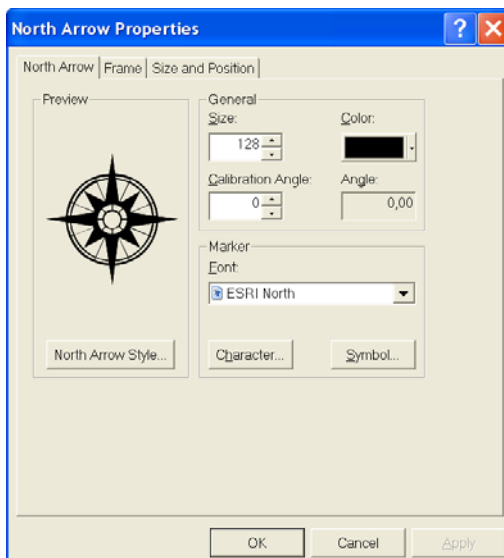 North Arrow Properties ?
North Arrow Frame Size and Position
Preview
General
Size: Color:
128
Calibration Angle: Angle:
0 0,00
Marker
Font:
ESRI North
North Arrow Style... Character... Symbol...
OK Cancel Apply